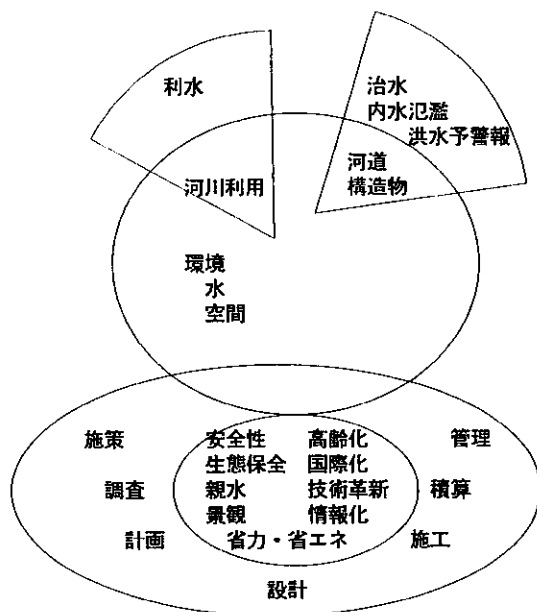 利水
治水
内水氾濫
洪水予警報
河川利用
河道
構造物
環境
水
空間
施策
安全性
高齢化
管理
生態保全
国際化
調査
親水
技術革新
積算
景観
情報化
計画
省力・省エネ
施工
設計